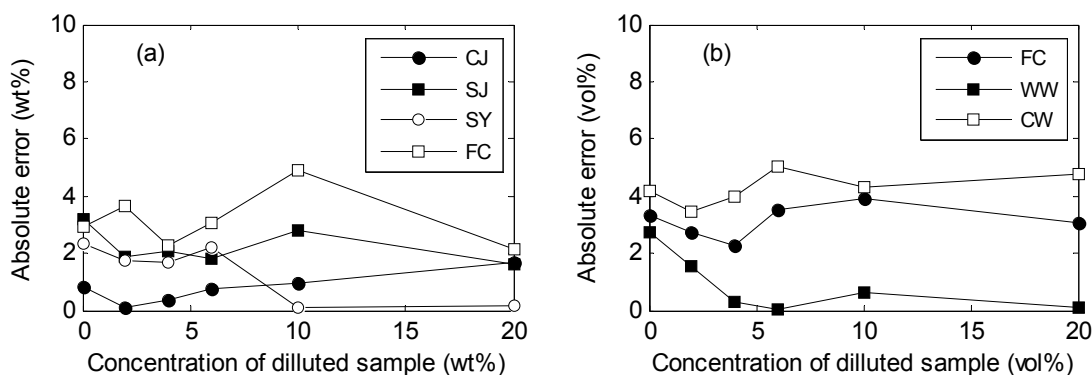 10
8
6
4
2
0
0
5
10
15
20
Absolute error (wt%)
Concentration of dilluted sample (wt%)
(a)
CJ
SJ
SY
FC
10
8
6
4
2
0
0
5
10
15
20
Absolute error (vol%)
Concentration of dilluted sample (vol%)
(b)
FC
WW
CW